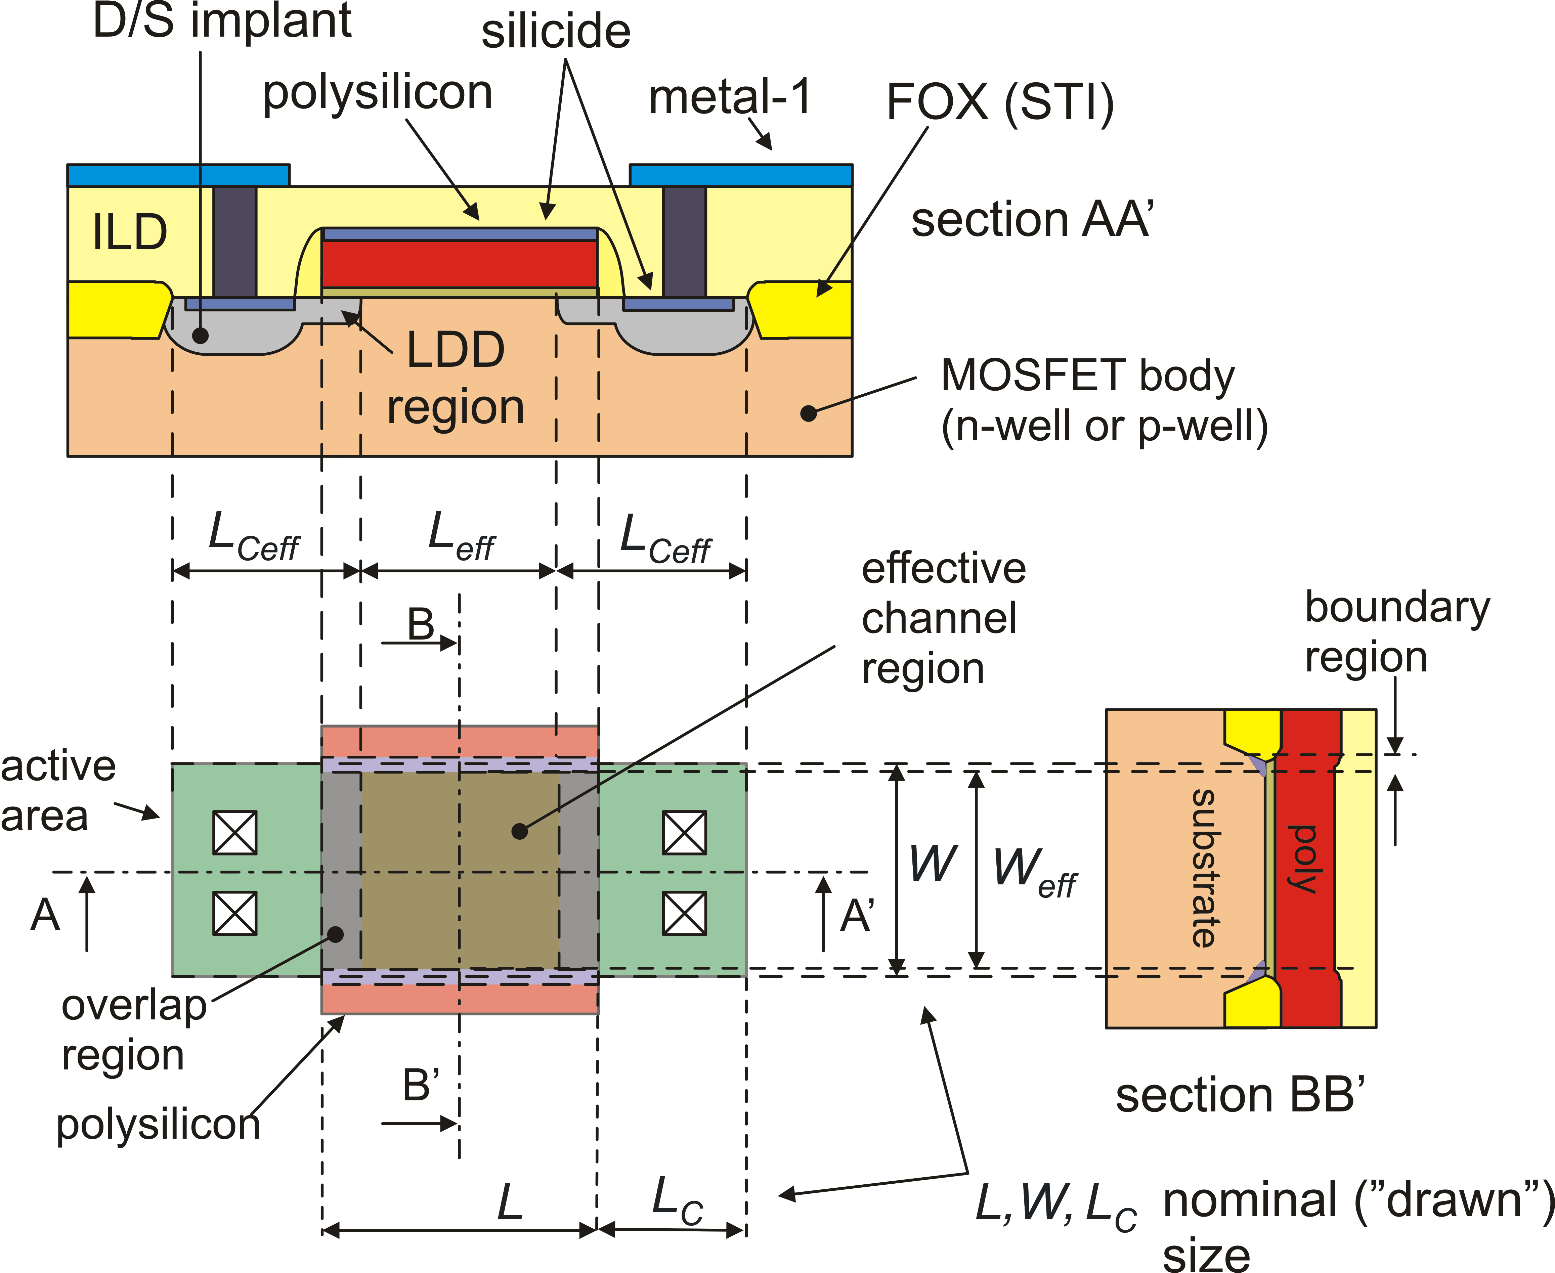 D/S implant
silicide
polysilicon
metal-1
FOX (STI)
section AA’
ILD
LDD
region
MOSFET body
(n-well or p-well)
L_Ceff
L_eff
L_Ceff
effective
channel
region
B
boundary
region
active
area
W
W_eff
substrate
poly
A
A’
overlap
region
B’
polysilicon
section BB’
L
L_C
L, W, L_C nominal (”drawn”)
size